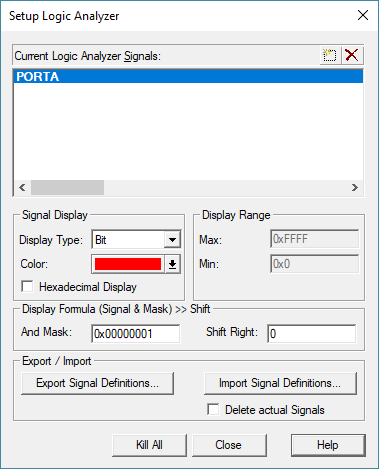 Setup Logic Analyzer
Current Logic Analyzer Signals:
PORTA
Signal Display
Display Type: Bit
Color:
Hexadecimal Display
Display Range
Max: 0xFFFF
Min: 0x0
Display Formula (Signal & Mask) >> Shift
And Mask: 0x00000001 Shift Right: 0
Export / Import
Export Signal Definitions... Import Signal Definitions...
Delete actual Signals
Kill All Close Help